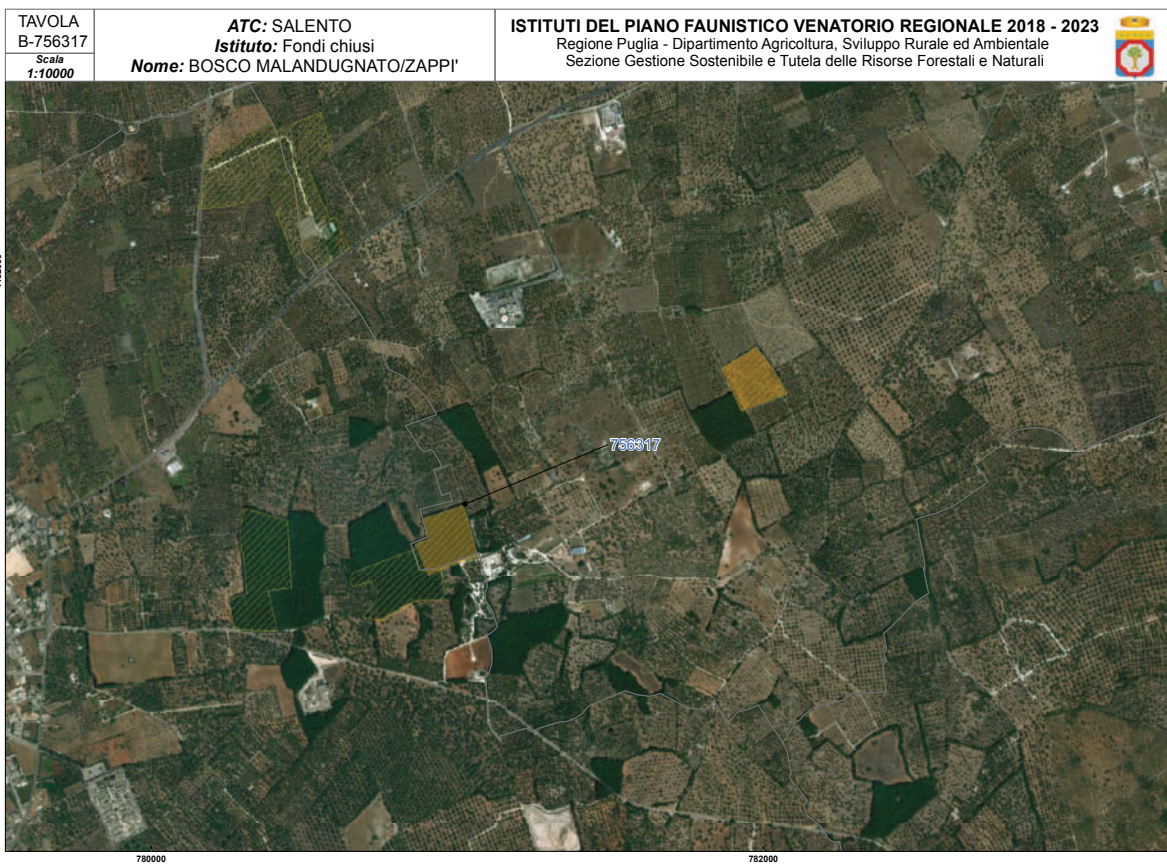 TAVOLA
B-756317
Scala
1:10000
ATC: SALENTO
Istituto: Fondi chiusi
Nome: BOSCO MALANDUGNATO/ZAPPI'
ISTITUTI DEL PIANO FAUNISTICO VENATORIO REGIONALE 2018 - 2023
Regione Puglia - Dipartimento Agricoltura, Sviluppo Rurale ed Ambientale
Sezione Gestione Sostenibile e Tutela delle Risorse Forestali e Naturali
756317
780000
782000